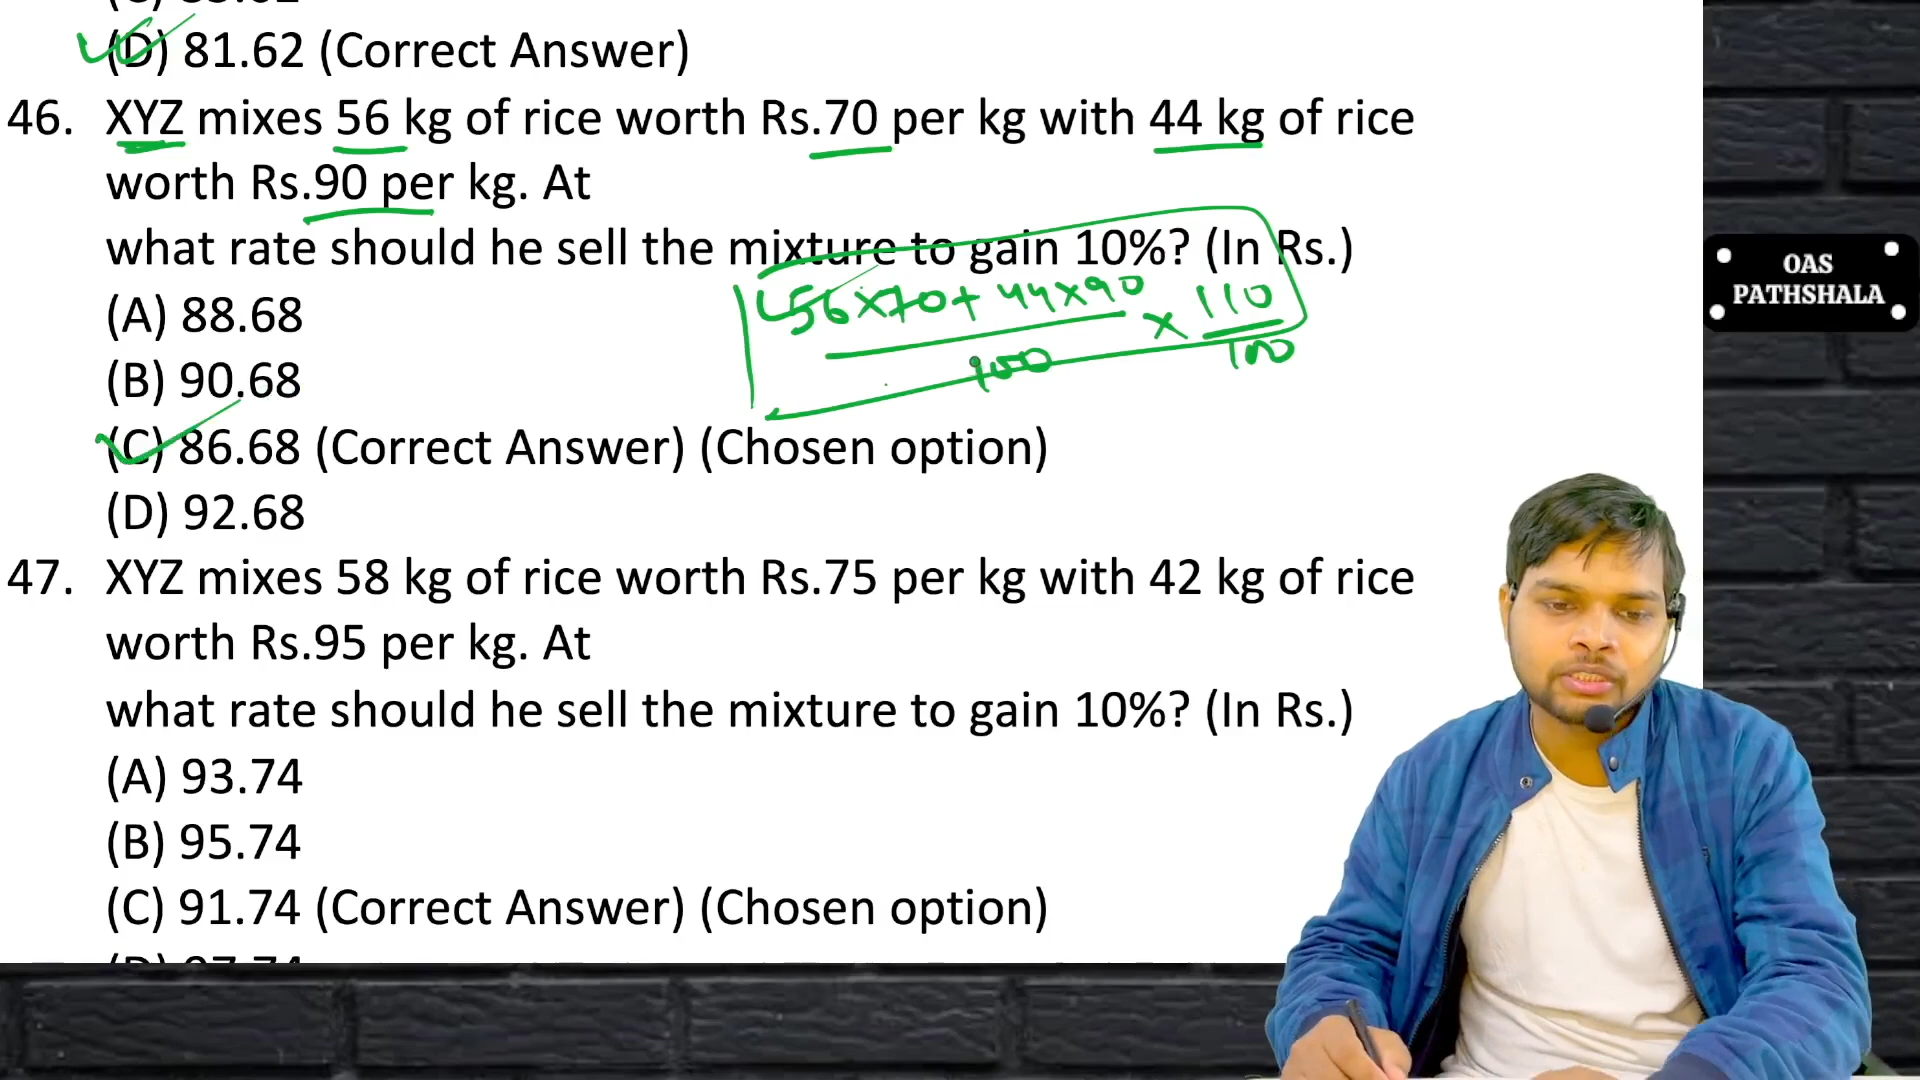 (D) 81.62 (Correct Answer)
46. XYZ mixes 56 kg of rice worth Rs.70 per kg with 44 kg of rice
worth Rs.90 per kg. At
what rate should he sell the mixture to gain 10%? (In Rs.)
56×70+44×90 × 110
100 100
(A) 88.68
(B) 90.68
(C) 86.68 (Correct Answer) (Chosen option)
(D) 92.68
47. XYZ mixes 58 kg of rice worth Rs.75 per kg with 42 kg of rice
worth Rs.95 per kg. At
what rate should he sell the mixture to gain 10%? (In Rs.)
(A) 93.74
(B) 95.74
(C) 91.74 (Correct Answer) (Chosen option)
OAS
PATHSHALA